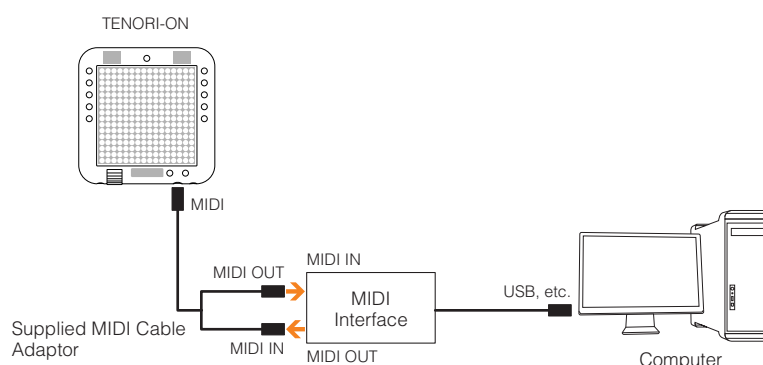 TENORI-ON
MIDI
MIDI OUT
MIDI IN
MIDI
Interface
USB, etc.
Supplied MIDI Cable
Adaptor
MIDI IN
MIDI OUT
Computer